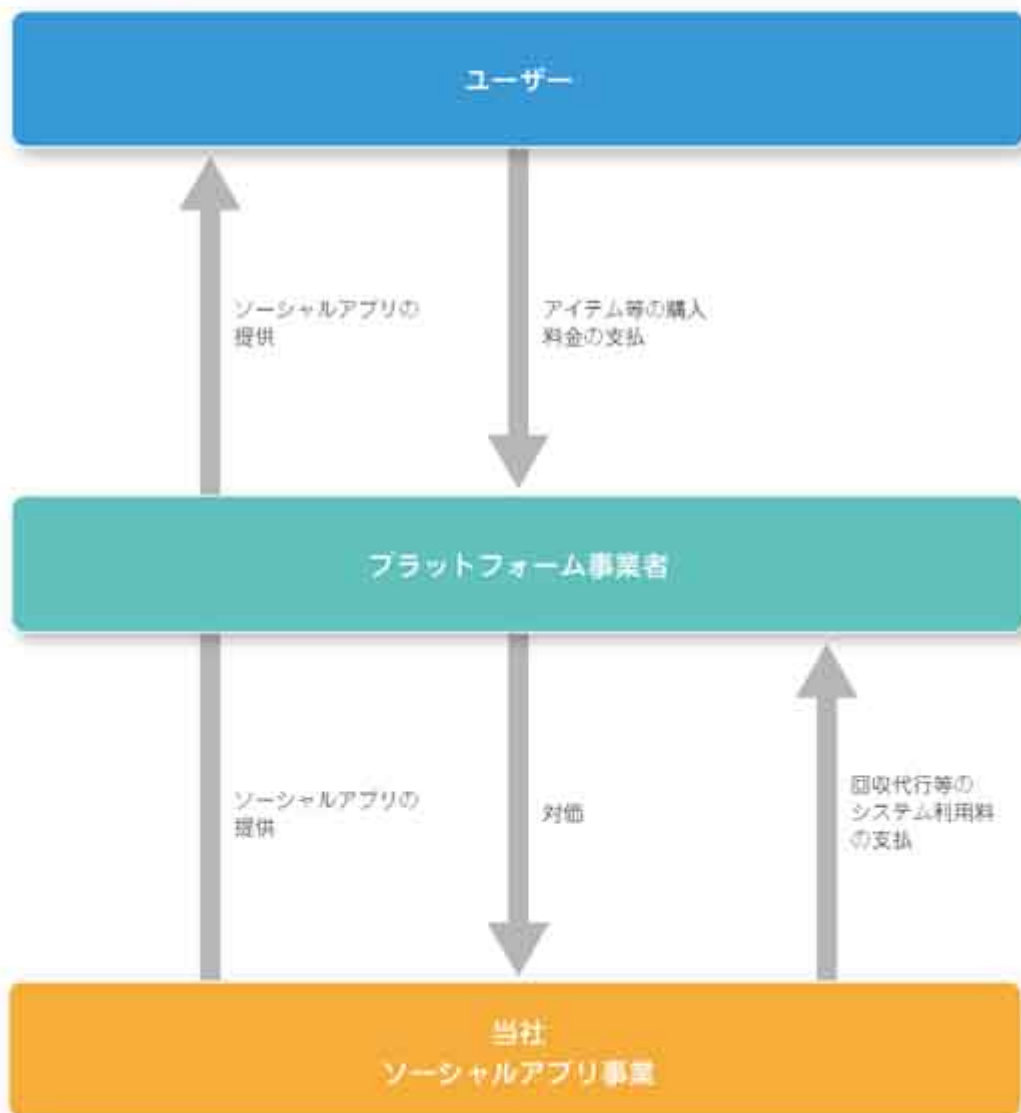 ユーザー
ソーシャルアプリの
提供
アイテム等の購入
料金の支払
プラットフォーム事業者
ソーシャルアプリの
提供
対価
回収代行等の
システム利用料
の支払
当社
ソーシャルアプリ事業